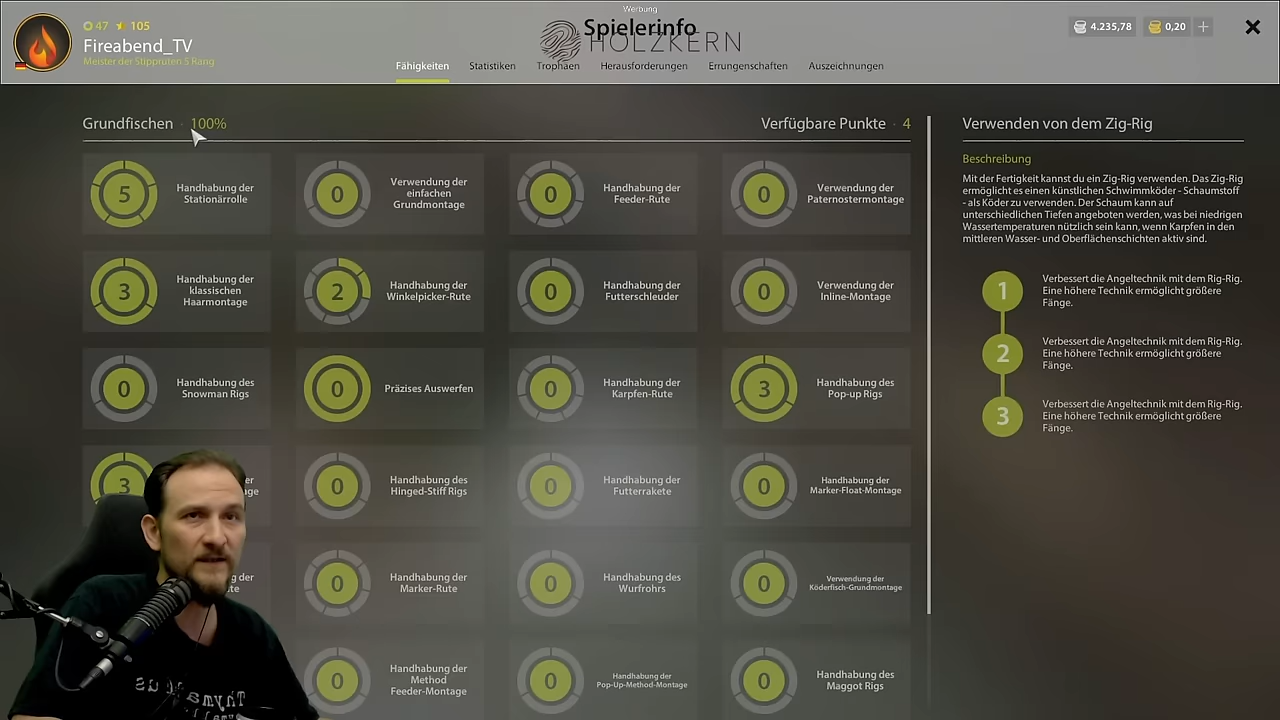 Werbung
47 105
Spielerinfo
HOLZKERN
4.235,78
0,20
Fireabend_TV
Meister der Stipprüten 5 Rang
Fähigkeiten
Statistiken
Trophäen
Herausforderungen
Errungenschaften
Auszeichnungen
Grundfischen · 100%
Verfügbare Punkte · 4
5
Handhabung der
Stationärrolle
0
Verwendung der
einfachen
Grundmontage
0
Handhabung der
Feeder-Rute
0
Verwendung der
Paternostermontage
3
Handhabung der
klassischen
Haarmontage
2
Handhabung der
Winkelpicker-Rute
0
Handhabung der
Futterschleuder
0
Verwendung der
Inline-Montage
0
Handhabung des
Snowman Rigs
0
Präzises Auswerfen
0
Handhabung der
Karpfen-Rute
3
Handhabung des
Pop-up Rigs
3
0
Handhabung des
Hinged-Stiff Rigs
0
Handhabung der
Futterrakete
0
Handhabung der
Marker-Float-Montage
0
Handhabung der
Marker-Rute
0
Handhabung des
Wurfrohrs
0
Verwendung der
Köderfisch-Grundmontage
0
Handhabung der
Method
Feeder-Montage
0
Handhabung der
Pop-Up-Method-Montage
0
Handhabung des
Maggot Rigs
Verwenden von dem Zig-Rig
Beschreibung
Mit der Fertigkeit kannst du ein Zig-Rig verwenden. Das Zig-Rig
ermöglicht es einen künstlichen Schwimmköder - Schaumstoff
- als Köder zu verwenden. Der Schaum kann auf
unterschiedlichen Tiefen angeboten werden, was bei niedrigen
Wassertemperaturen nützlich sein kann, wenn Karpfen in den
mittleren Wasser- und Oberflächenschichten aktiv sind.
1
Verbessert die Angeltechnik mit dem Rig-Rig.
Eine höhere Technik ermöglicht größere
Fänge.
2
Verbessert die Angeltechnik mit dem Rig-Rig.
Eine höhere Technik ermöglicht größere
Fänge.
3
Verbessert die Angeltechnik mit dem Rig-Rig.
Eine höhere Technik ermöglicht größere
Fänge.